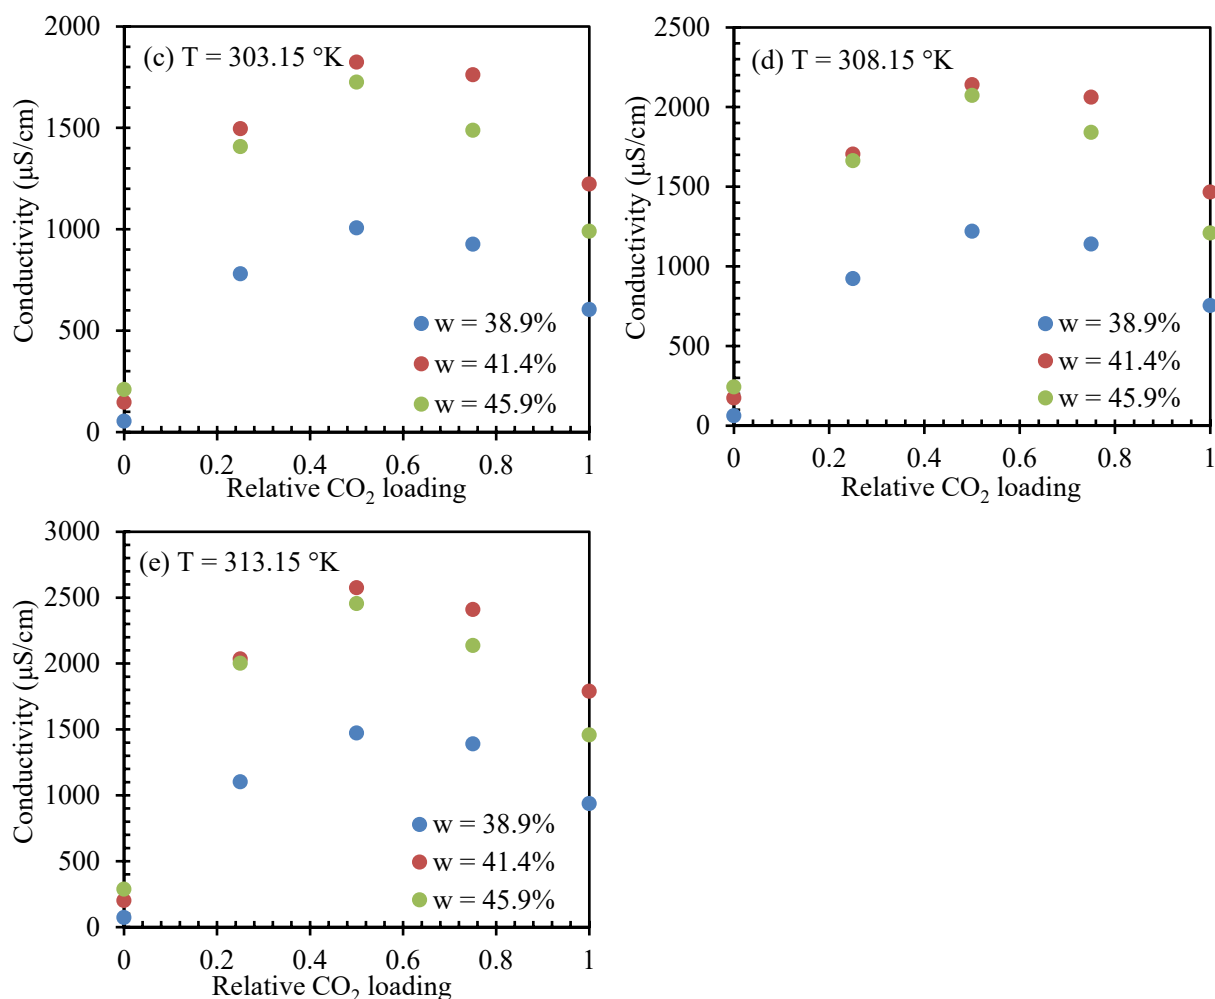 (c) T = 303.15 °K
Conductivity (µS/cm)
2000
1500
1000
500
0
w = 38.9%
w = 41.4%
w = 45.9%
0 0.2 0.4 0.6 0.8 1
Relative CO₂ loading
(d) T = 308.15 °K
Conductivity (µS/cm)
2500
2000
1500
1000
500
0
w = 38.9%
w = 41.4%
w = 45.9%
0 0.2 0.4 0.6 0.8 1
Relative CO₂ loading
(e) T = 313.15 °K
Conductivity (µS/cm)
3000
2500
2000
1500
1000
500
0
w = 38.9%
w = 41.4%
w = 45.9%
0 0.2 0.4 0.6 0.8 1
Relative CO₂ loading